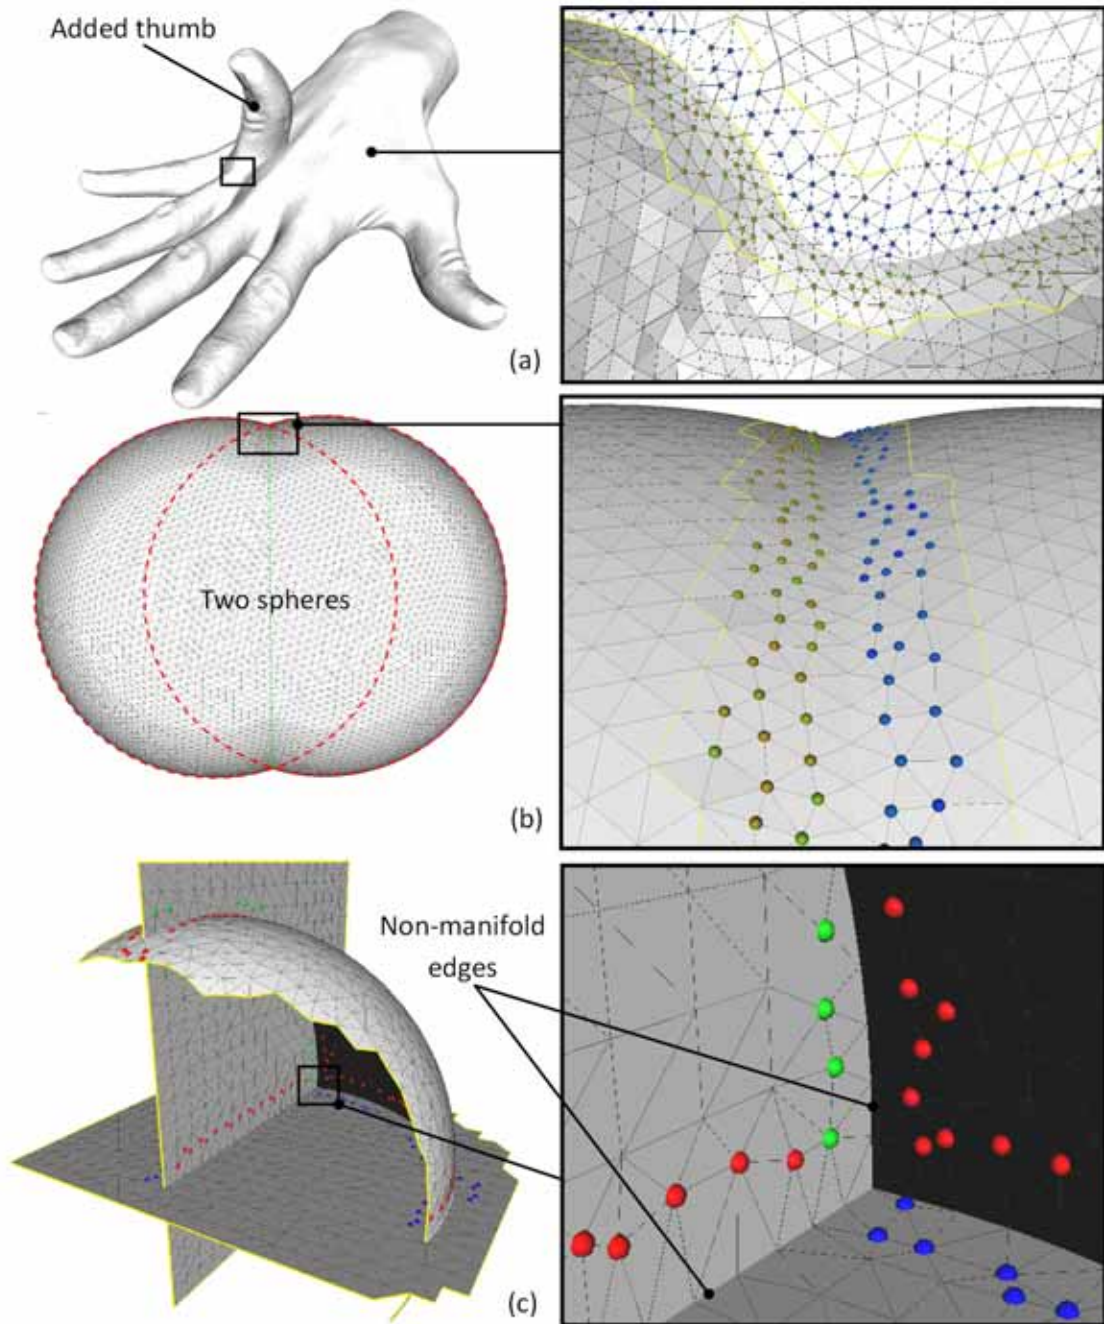 Added thumb
(a)
Two spheres
(b)
Non-manifold
edges
(c)